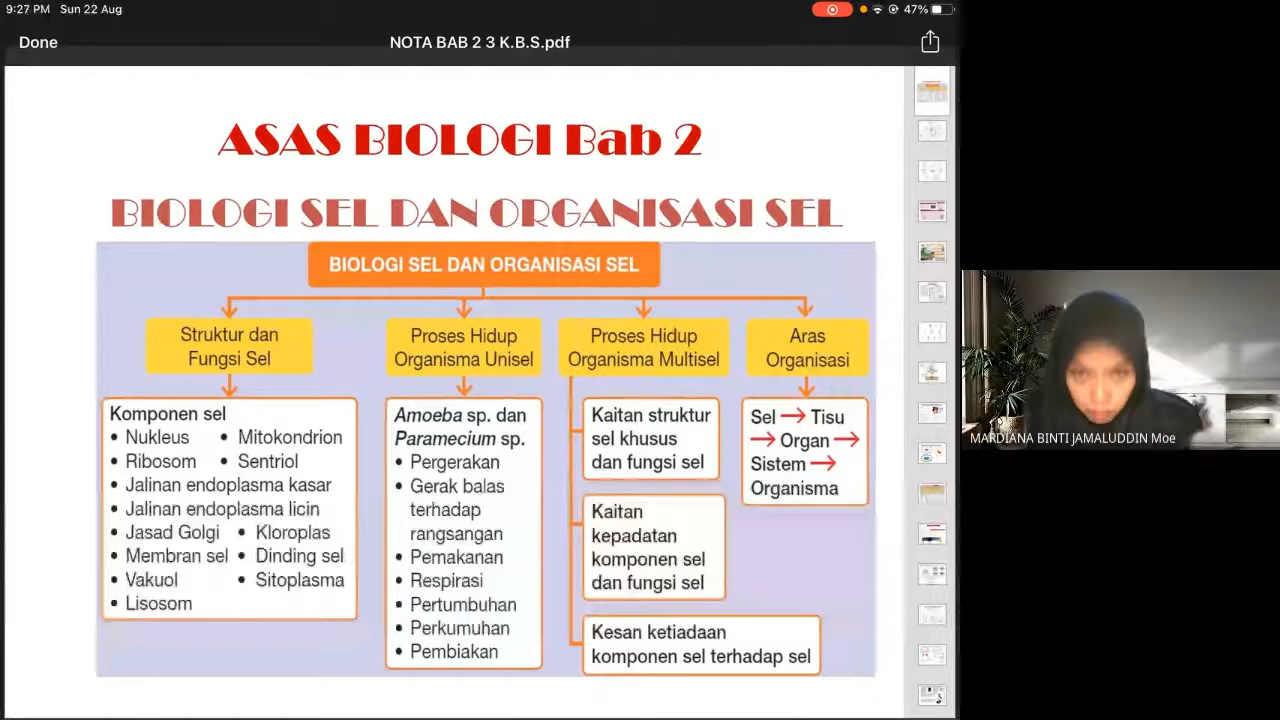 9:27 PM Sun 22 Aug
47%
Done
NOTA BAB 2 3 K.B.S.pdf
ASAS BIOLOGI Bab 2
BIOLOGI SEL DAN ORGANISASI SEL
BIOLOGI SEL DAN ORGANISASI SEL
Struktur dan
Fungsi Sel
Komponen sel
• Nukleus • Mitokondrion
• Ribosom • Sentriol
• Jalinan endoplasma kasar
• Jalinan endoplasma licin
• Jasad Golgi • Kloroplas
• Membran sel • Dinding sel
• Vakuol • Sitoplasma
• Lisosom
Proses Hidup
Organisma Unisel
Amoeba sp. dan
Paramecium sp.
• Pergerakan
• Gerak balas
terhadap
rangsangan
• Pemakanan
• Respirasi
• Pertumbuhan
• Perkumuhan
• Pembiakan
Proses Hidup
Organisma Multisel
Kaitan struktur
sel khusus
dan fungsi sel
Kaitan
kepadatan
komponen sel
dan fungsi sel
Kesan ketiadaan
komponen sel terhadap sel
Aras
Organisasi
Sel → Tisu
→ Organ →
Sistem →
Organisma
MARDIANA BINTI JAMALUDDIN Moe